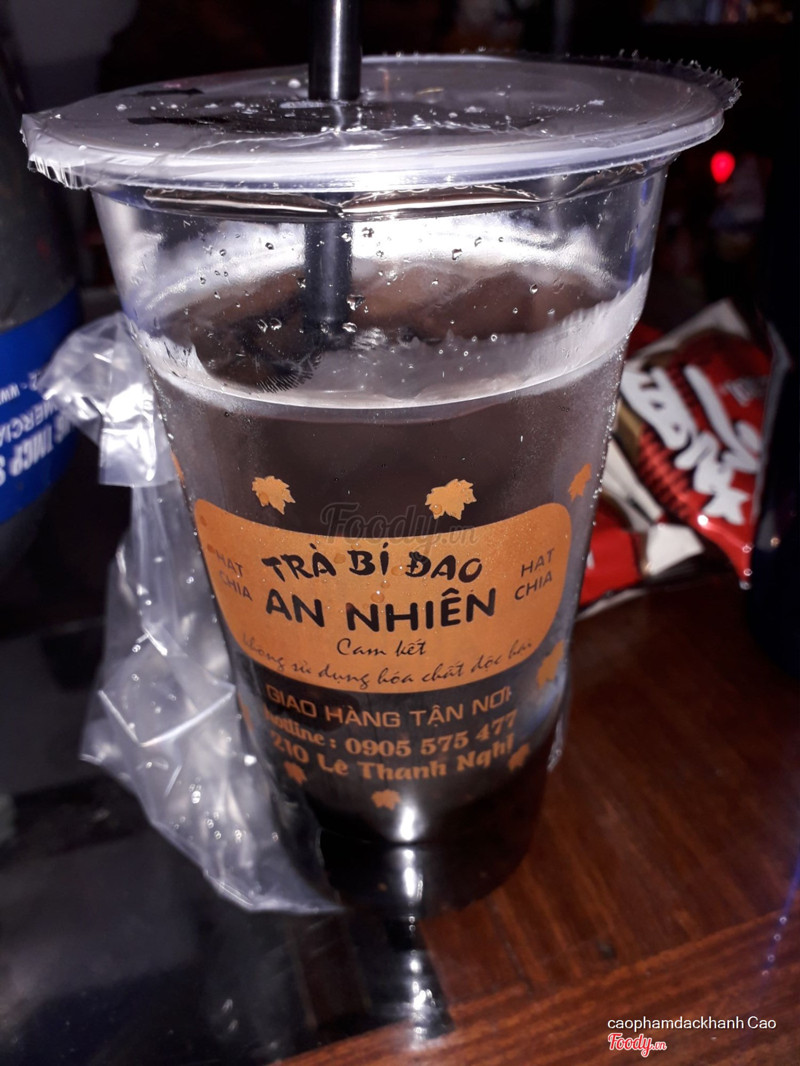 Foody.vn
TRÀ BÍ ĐAO
HẠT
CHIA
AN NHIÊN
HẠT
CHIA
Cam kết
không sử dụng hóa chất độc hại
GIAO HÀNG TẬN NƠI
hotline : 0905 575 477
210 Lê Thanh Nghị
caophamdackhanh Cao
Foody.vn